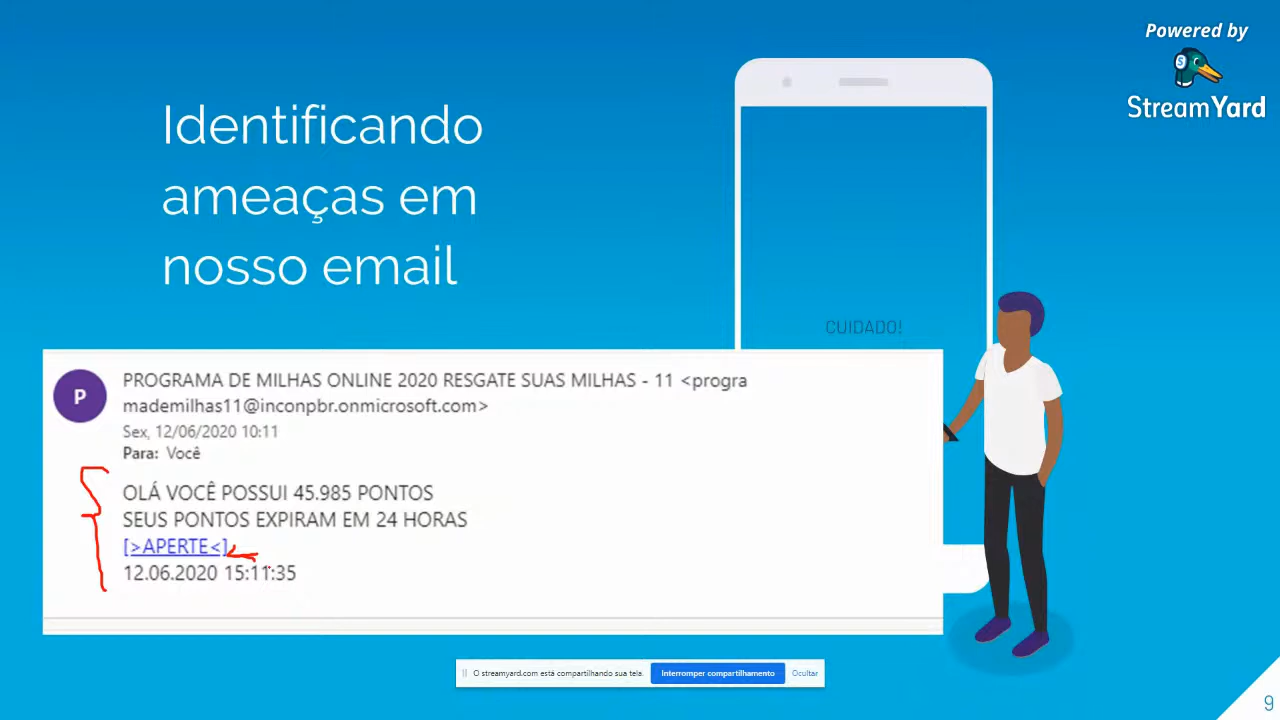 Powered by
StreamYard
Identificando
ameaças em
nosso email
CUIDADO!
P
PROGRAMA DE MILHAS ONLINE 2020 RESGATE SUAS MILHAS - 11 <progra
mademilhas11@inconpbr.onmicrosoft.com>
Sex, 12/06/2020 10:11
Para: Você
OLÁ VOCÊ POSSUI 45.985 PONTOS
SEUS PONTOS EXPIRAM EM 24 HORAS
[>APERTE<]
12.06.2020 15:11:35
O streamyard.com está compartilhando sua tela. Interromper compartilhamento Ocultar
9